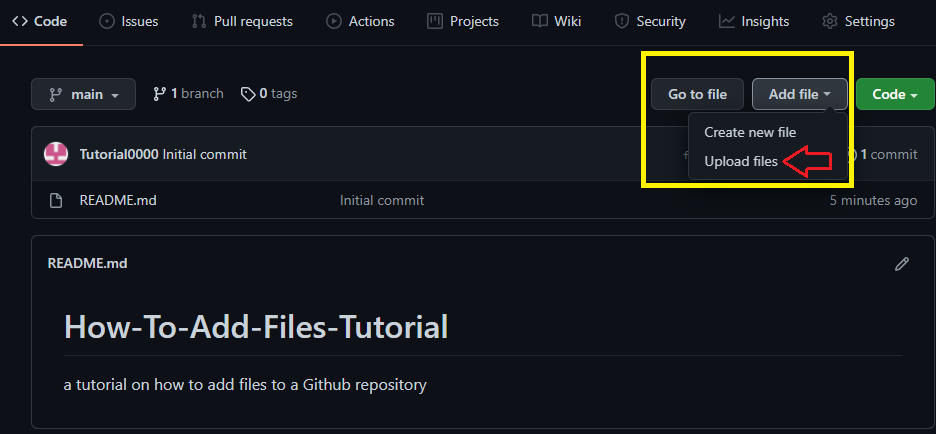 Code Issues Pull requests Actions Projects Wiki Security Insights Settings
main 1 branch 0 tags Go to file Add file Code
Create new file
Upload files
Tutorial0000 Initial commit 1 commit
README.md Initial commit 5 minutes ago
README.md
How-To-Add-Files-Tutorial
a tutorial on how to add files to a Github repository